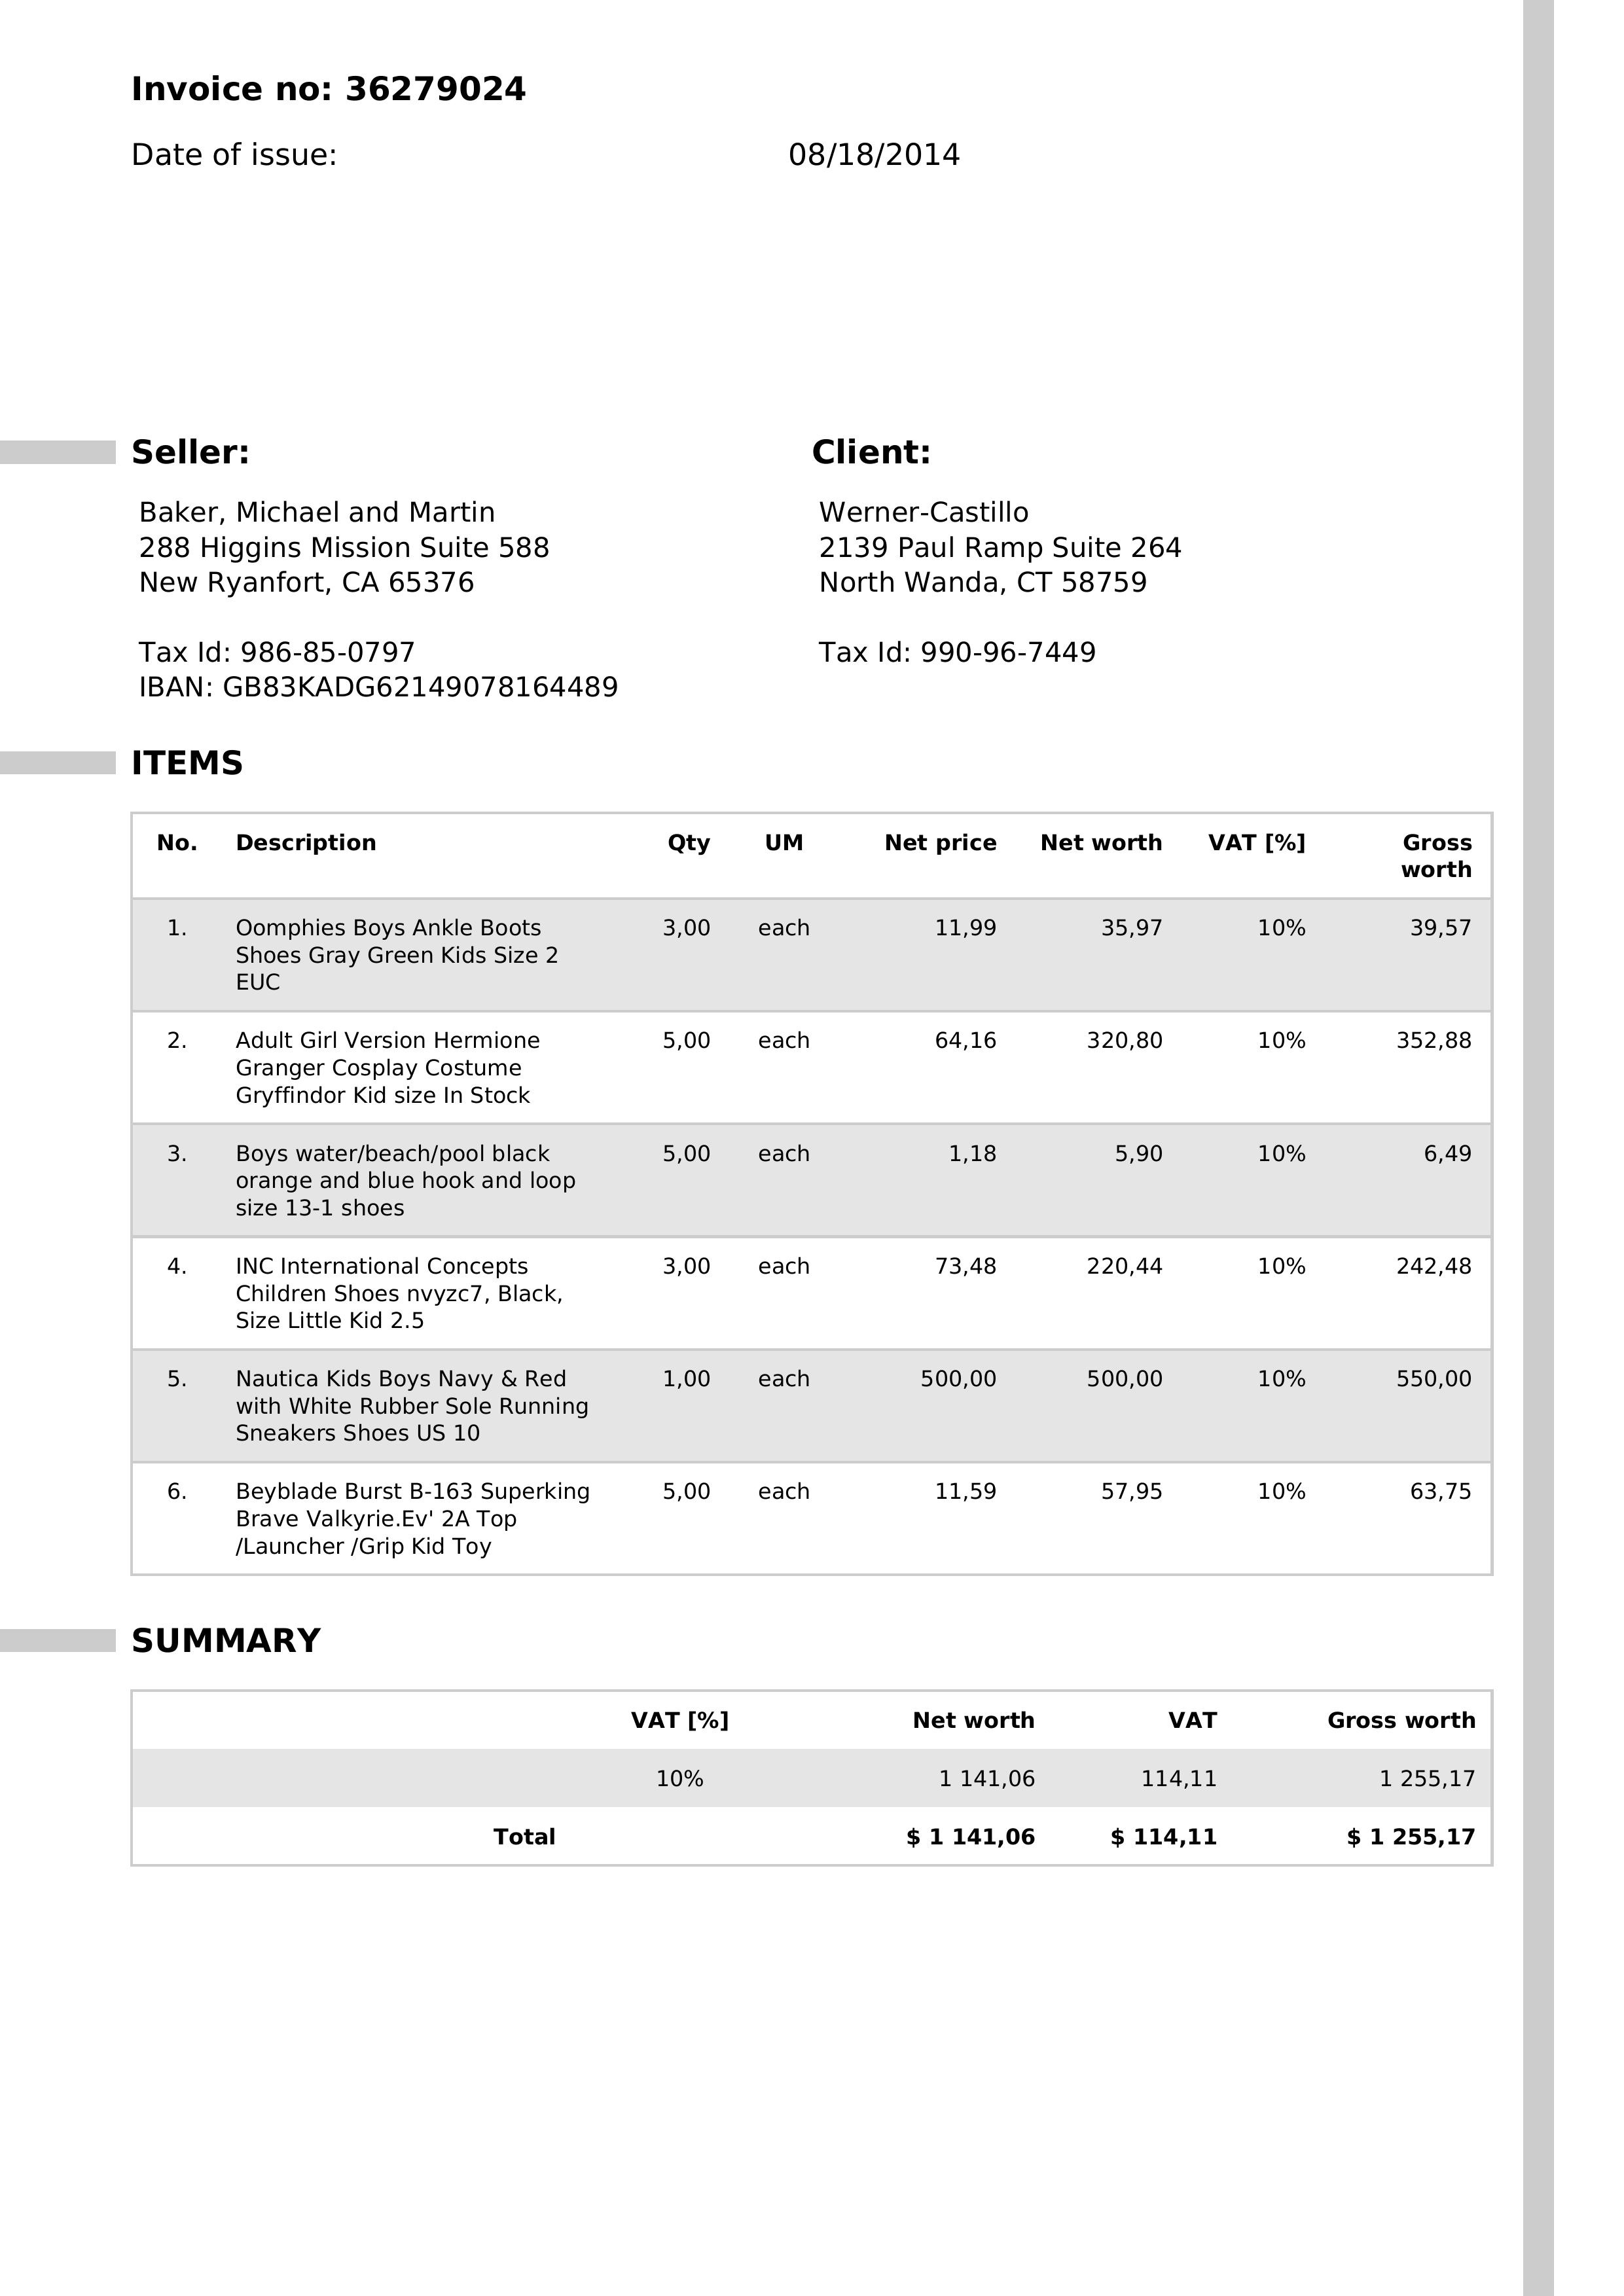 Invoice no: 36279024
Date of issue: 08/18/2014
Seller: Client:
Baker, Michael and Martin Werner-Castillo
288 Higgins Mission Suite 588 2139 Paul Ramp Suite 264
New Ryanfort, CA 65376 North Wanda, CT 58759
Tax Id: 986-85-0797 Tax Id: 990-96-7449
IBAN: GB83KADG62149078164489
ITEMS
No. Description Qty UM Net price Net worth VAT [%] Gross
worth
1. Oomphies Boys Ankle Boots 3,00 each 11,99 35,97 10% 39,57
Shoes Gray Green Kids Size 2
EUC
2. Adult Girl Version Hermione 5,00 each 64,16 320,80 10% 352,88
Granger Cosplay Costume
Gryffindor Kid size In Stock
3. Boys water/beach/pool black 5,00 each 1,18 5,90 10% 6,49
orange and blue hook and loop
size 13-1 shoes
4. INC International Concepts 3,00 each 73,48 220,44 10% 242,48
Children Shoes nvyzc7, Black,
Size Little Kid 2.5
5. Nautica Kids Boys Navy & Red 1,00 each 500,00 500,00 10% 550,00
with White Rubber Sole Running
Sneakers Shoes US 10
6. Beyblade Burst B-163 Superking 5,00 each 11,59 57,95 10% 63,75
Brave Valkyrie.Ev' 2A Top
/Launcher /Grip Kid Toy
SUMMARY
VAT [%] Net worth VAT Gross worth
10% 1 141,06 114,11 1 255,17
Total $ 1 141,06 $ 114,11 $ 1 255,17